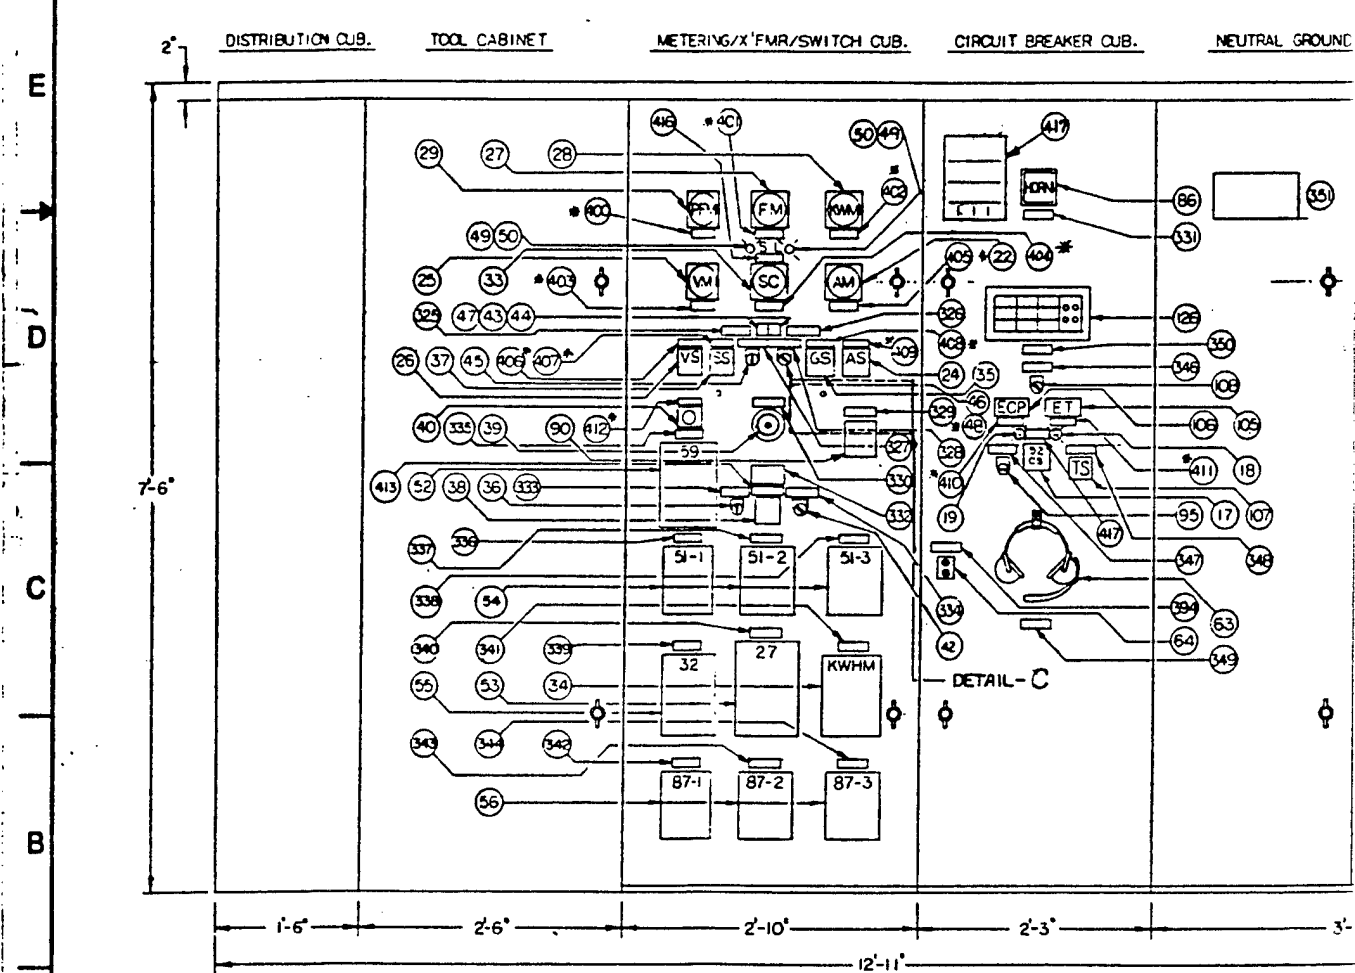 DISTRIBUTION CUB. TOOL CABINET METERING/X'FMR/SWITCH CUB. CIRCUIT BREAKER CUB. NEUTRAL GROUND
2"
E
416 *401 50 49 417
29 27 28
*402
PFM FM KWM HORN 86 351
*400
49 50 S L 331
25 33 *403 VM SC AM 405 *22 404*
325 47 43 44 326 126
D
409 408* 350
26 37 45 406* 407* VS SS GS AS 24 35 346
46 108
40 335 39 90 412* 329 ECP ET 106 105
*48
59 327 328 52 CS TS *411 18
330 *410
7'-6"
413 52 38 36 333 332 19 417 95 17 107
336 337 51-1 51-2 51-3 347 348
C
338 54 334 394 63
340 341 339 27 42 64
32 KWHM 349
55 53 34 DETAIL-C
343 344 342
87-1 87-2 87-3
56
B
1'-6" 2'-6" 2'-10" 2'-3" 3'-
12'-11"